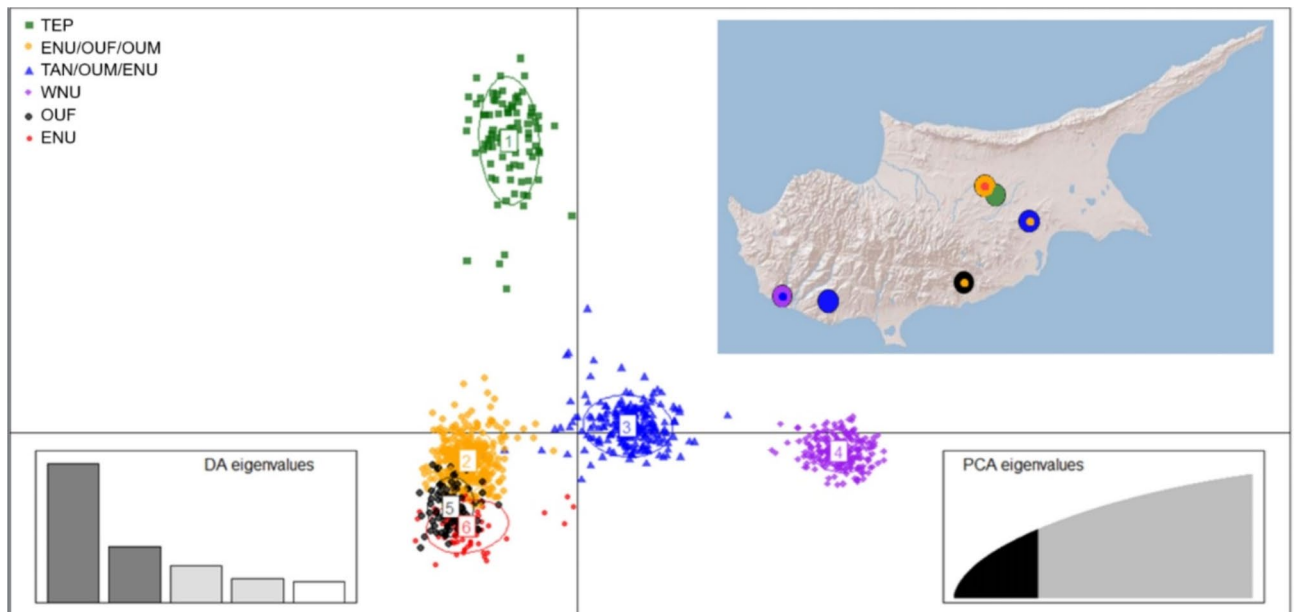 TEP
ENU/OUF/OUM
TAN/OUM/ENU
WNU
OUF
ENU
1
2
3
4
5
6
DA eigenvalues
PCA eigenvalues